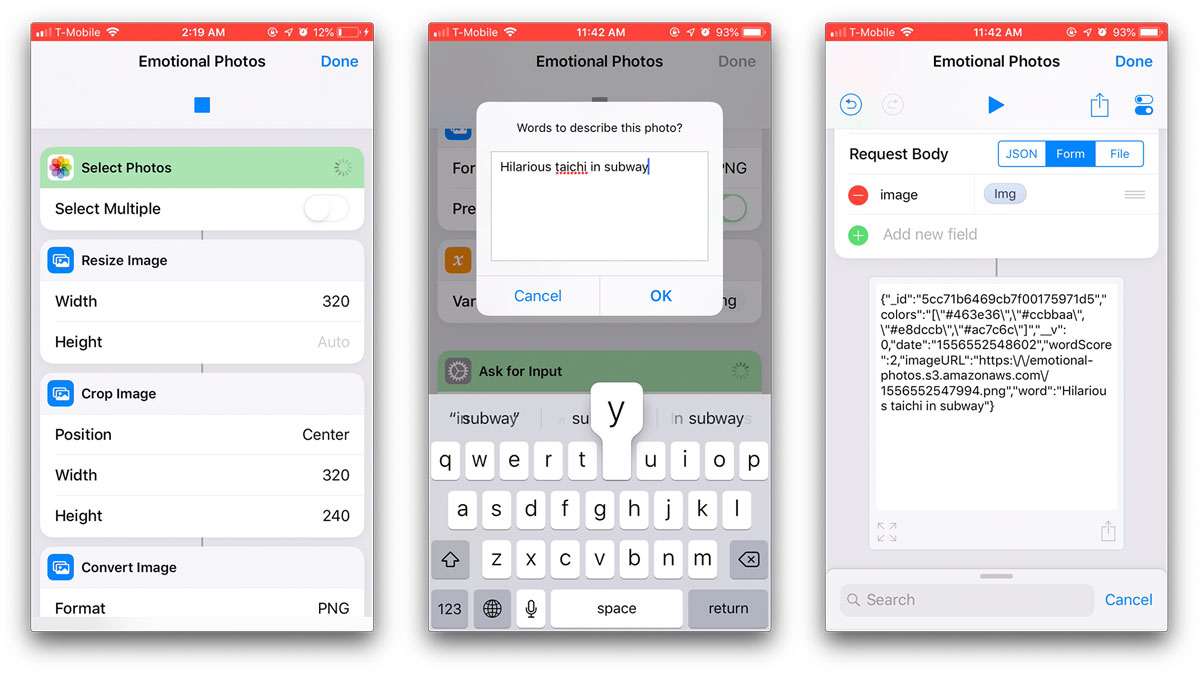 T-Mobile 2:19 AM 12%
Emotional Photos Done
Select Photos
Select Multiple
Resize Image
Width 320
Height Auto
Crop Image
Position Center
Width 320
Height 240
Convert Image
Format PNG
T-Mobile 11:42 AM 93%
Emotional Photos Done
Words to describe this photo?
Hilarious taichi in subway
Cancel OK
For NG
Pre
x
Var ng
Ask for Input
subway
In subways
y
q w e r t u i o p
a s d f g h j k l
z x c v b n m
123 space return
T-Mobile 11:42 AM 93%
Emotional Photos Done
Request Body JSON Form File
image Img
Add new field
{"_id":"5cc71b6469cb7f00175971d5","
colors":"[\"#463e36\",\"#ccbbaa\",
\"#e8dccb\",\"#ac7c6c\"]","__v":
0,"date":"1556552548602","wordScore
":2,"imageURL":"https:\/\/emotional-
photos.s3.amazonaws.com\/
1556552547994.png","word":"Hilariou
s taichi in subway"}
Search Cancel